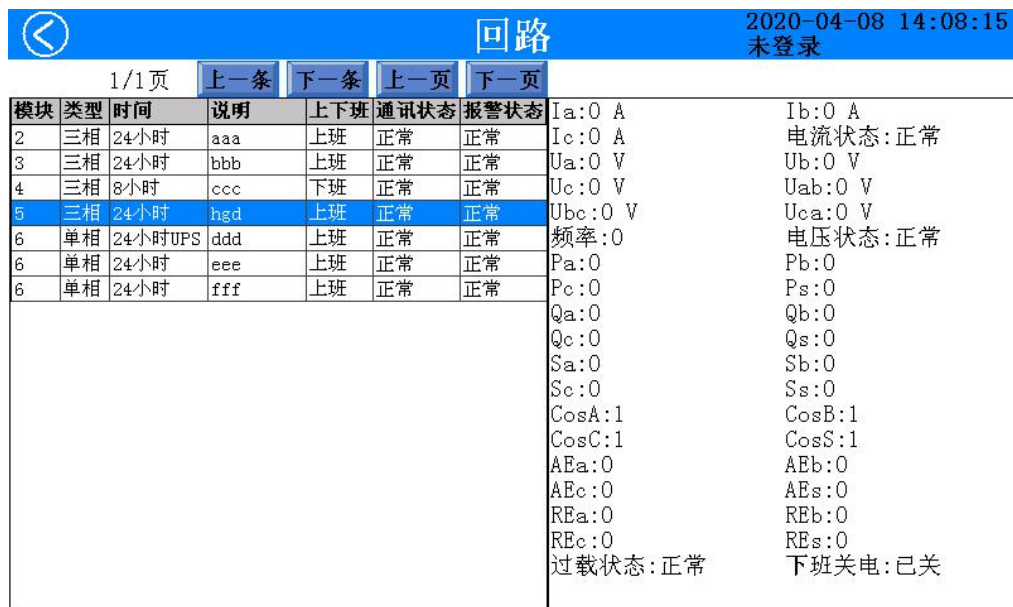 回路
2020-04-08 14:08:15
未登录
1/1页 上一条 下一条 上一页 下一页
模块 类型 时间 说明 上下班 通讯状态 报警状态
2 三相 24小时 aaa 上班 正常 正常
3 三相 24小时 bbb 上班 正常 正常
4 三相 8小时 ccc 下班 正常 正常
5 三相 24小时 hgd 上班 正常 正常
6 单相 24小时UPS ddd 上班 正常 正常
6 单相 24小时 eee 上班 正常 正常
6 单相 24小时 fff 上班 正常 正常
Ia:0 A Ib:0 A
Ic:0 A 电流状态:正常
Ua:0 V Ub:0 V
Uc:0 V Uab:0 V
Ubc:0 V Uca:0 V
频率:0 电压状态:正常
Pa:0 Pb:0
Pc:0 Ps:0
Qa:0 Qb:0
Qc:0 Qs:0
Sa:0 Sb:0
Sc:0 Ss:0
CosA:1 CosB:1
CosC:1 CosS:1
AEa:0 AEb:0
AEc:0 AEs:0
REa:0 REb:0
REc:0 REs:0
过载状态:正常 下班关电:已关